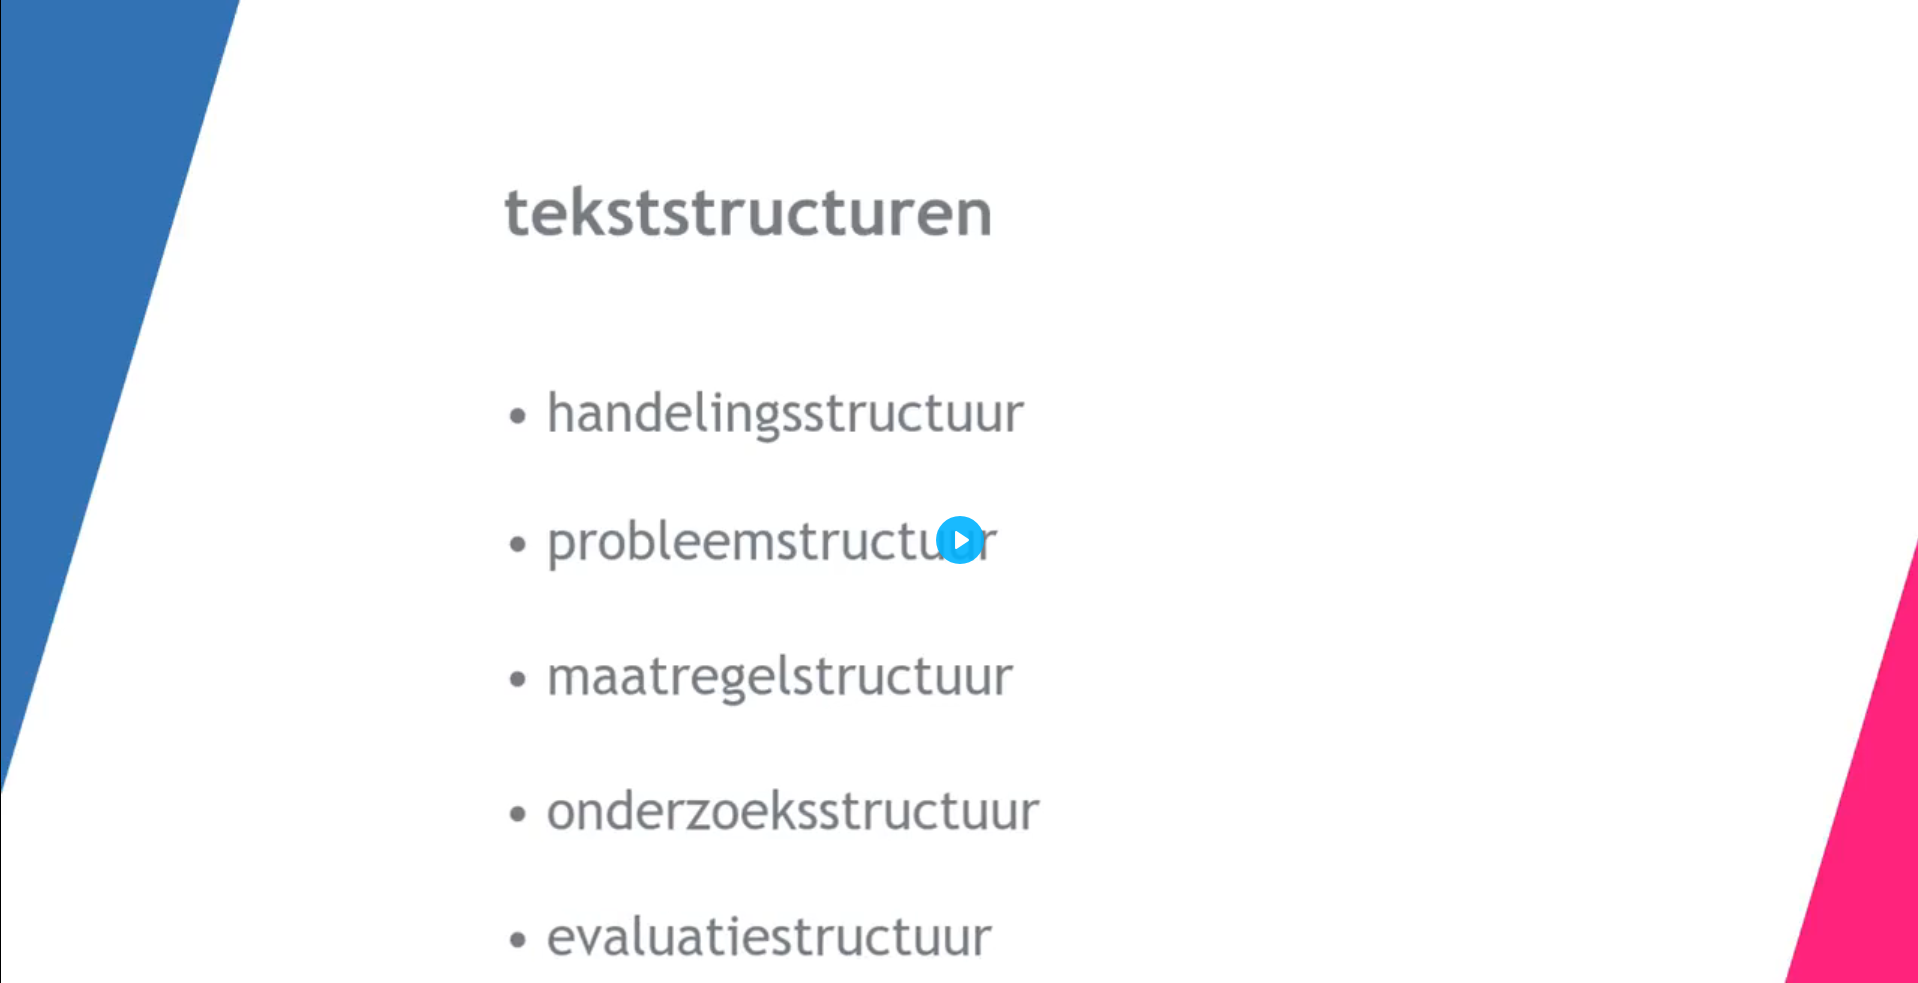 tekststructuren
• handelingsstructuur
• probleemstructuur
• maatregelstructuur
• onderzoeksstructuur
• evaluatiestructuur